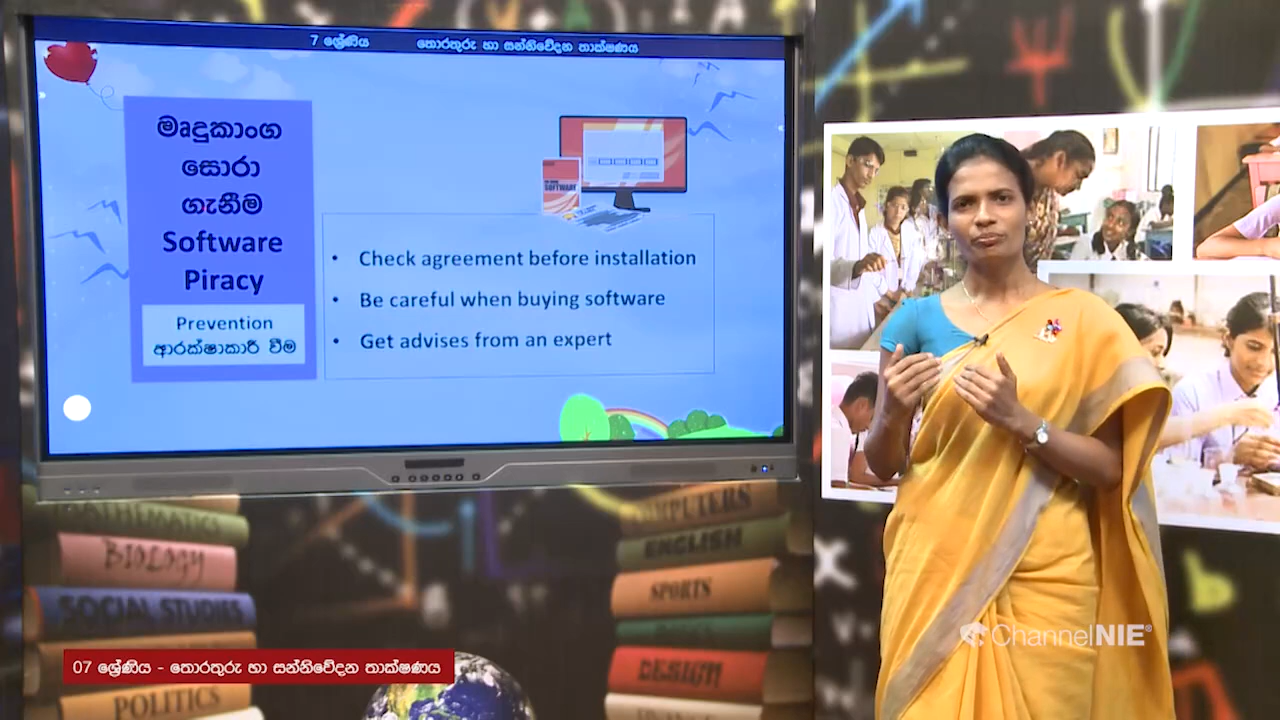 7 ශ්‍රේණිය තොරතුරු හා සන්නිවේදන තාක්ෂණය
මෘදුකාංග
සොරා
ගැනීම
Software
Piracy
Prevention
ආරක්ෂාකාරී වීම
SOFTWARE
• Check agreement before installation
• Be careful when buying software
• Get advises from an expert
MATHEMATICS
BIOLOGY
SOCIAL STUDIES
POLITICS
COMPUTERS
ENGLISH
SPORTS
DESIGN
ChannelNIE®
07 ශ්‍රේණිය - තොරතුරු හා සන්නිවේදන තාක්ෂණය